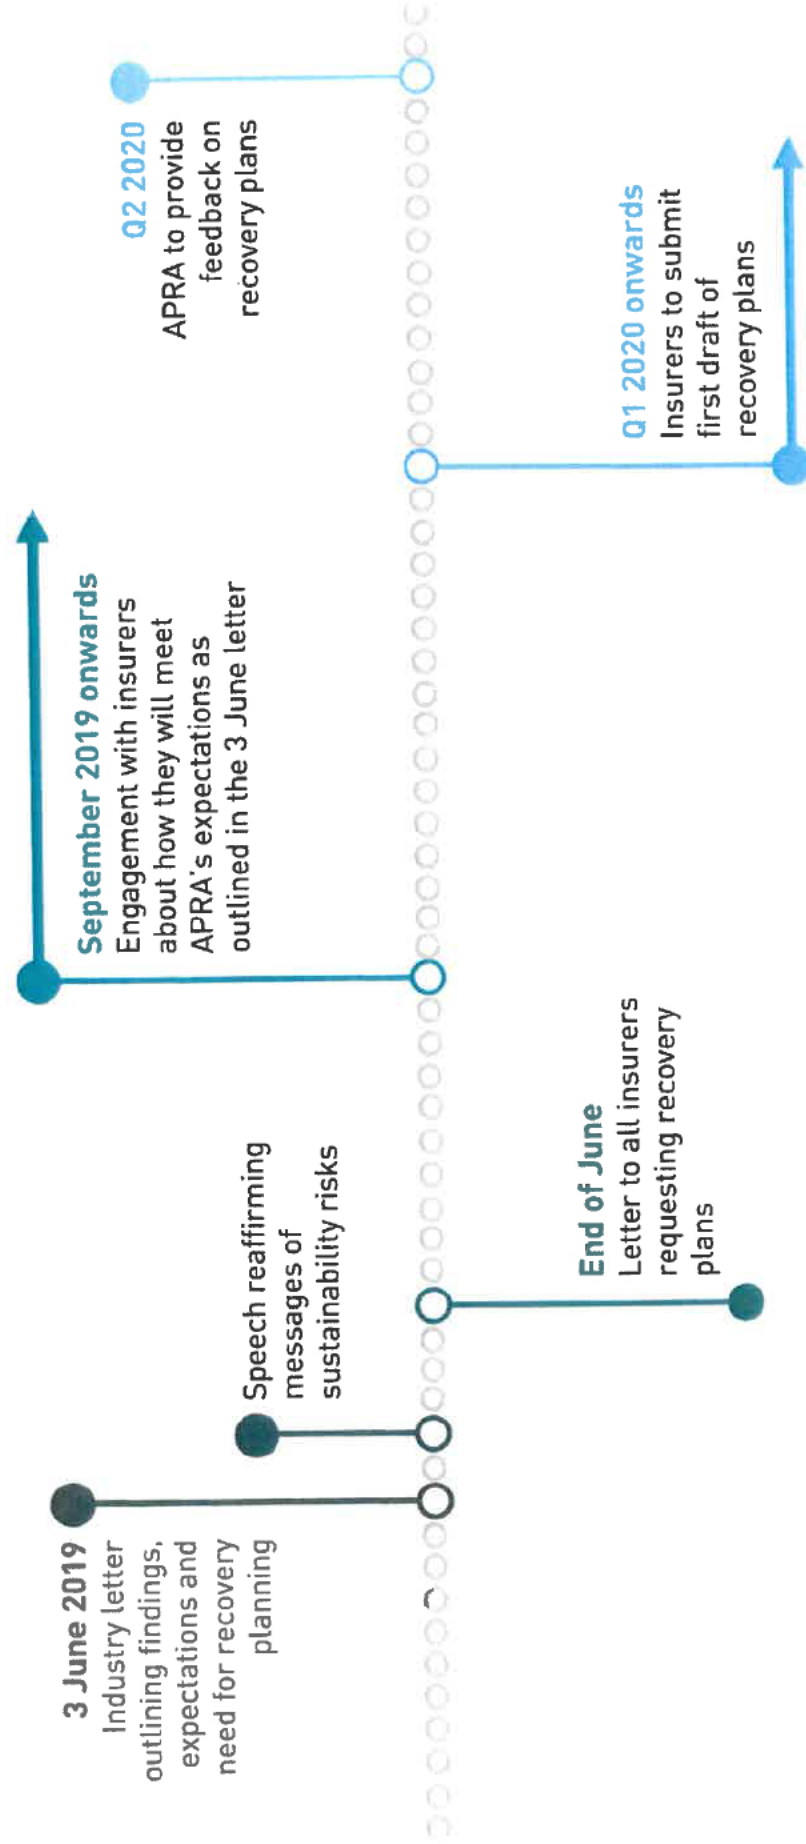 3 June 2019
Industry letter
outlining findings,
expectations and
need for recovery
planning
Speech reaffirming
messages of
sustainability risks
End of June
Letter to all insurers
requesting recovery
plans
September 2019 onwards
Engagement with insurers
about how they will meet
APRA's expectations as
outlined in the 3 June letter
Q1 2020 onwards
Insurers to submit
first draft of
recovery plans
Q2 2020
APRA to provide
feedback on
recovery plans